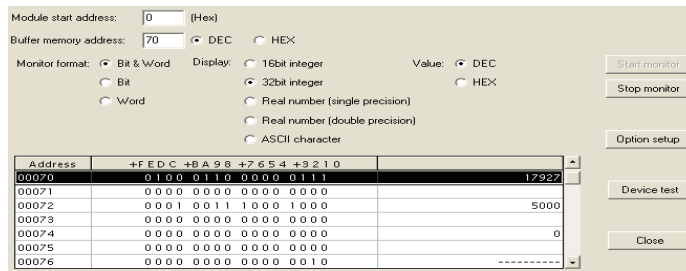 Module start address: 0 (Hex)
Buffer memory address: 70 DEC HEX
Monitor format: Bit & Word Display: 16bit integer Value: DEC Start monitor
Bit 32bit integer HEX Stop monitor
Word Real number (single precision)
Real number (double precision)
ASCII character Option setup
Address +F E D C +B A 9 8 +7 6 5 4 +3 2 1 0
00070 0 1 0 0 0 1 1 0 0 0 0 0 0 1 1 1 17927
00071 0 0 0 0 0 0 0 0 0 0 0 0 0 0 0 0 Device test
00072 0 0 0 1 0 0 1 1 1 0 0 0 1 0 0 0 5000
00073 0 0 0 0 0 0 0 0 0 0 0 0 0 0 0 0
00074 0 0 0 0 0 0 0 0 0 0 0 0 0 0 0 0 0
00075 0 0 0 0 0 0 0 0 0 0 0 0 0 0 0 0 Close
00076 0 0 0 0 0 0 0 0 0 0 0 0 0 0 1 0 ----------